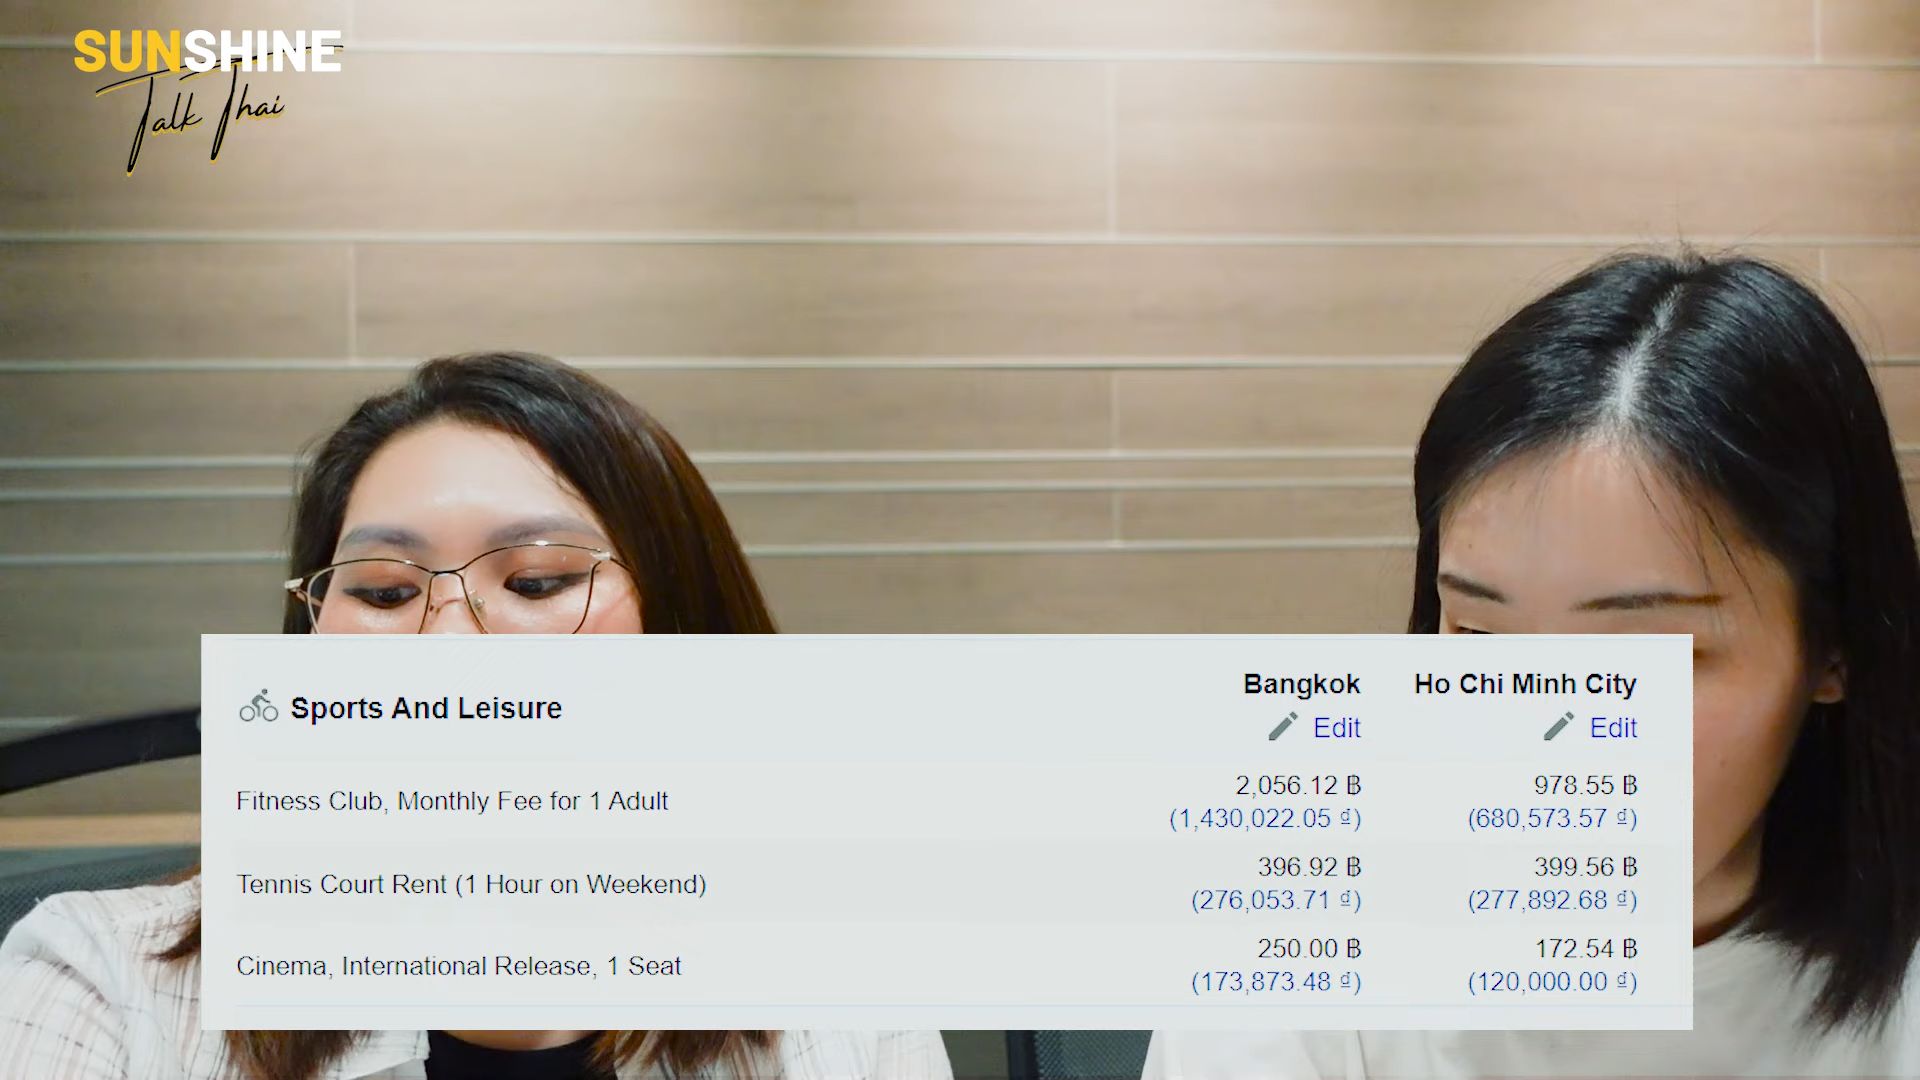 SUNSHINE
Talk Thai
Bangkok
Ho Chi Minh City
Sports And Leisure
Edit
Edit
Fitness Club, Monthly Fee for 1 Adult
2,056.12 ฿
978.55 ฿
(1,430,022.05 ₫)
(680,573.57 ₫)
Tennis Court Rent (1 Hour on Weekend)
396.92 ฿
399.56 ฿
(276,053.71 ₫)
(277,892.68 ₫)
Cinema, International Release, 1 Seat
250.00 ฿
172.54 ฿
(173,873.48 ₫)
(120,000.00 ₫)